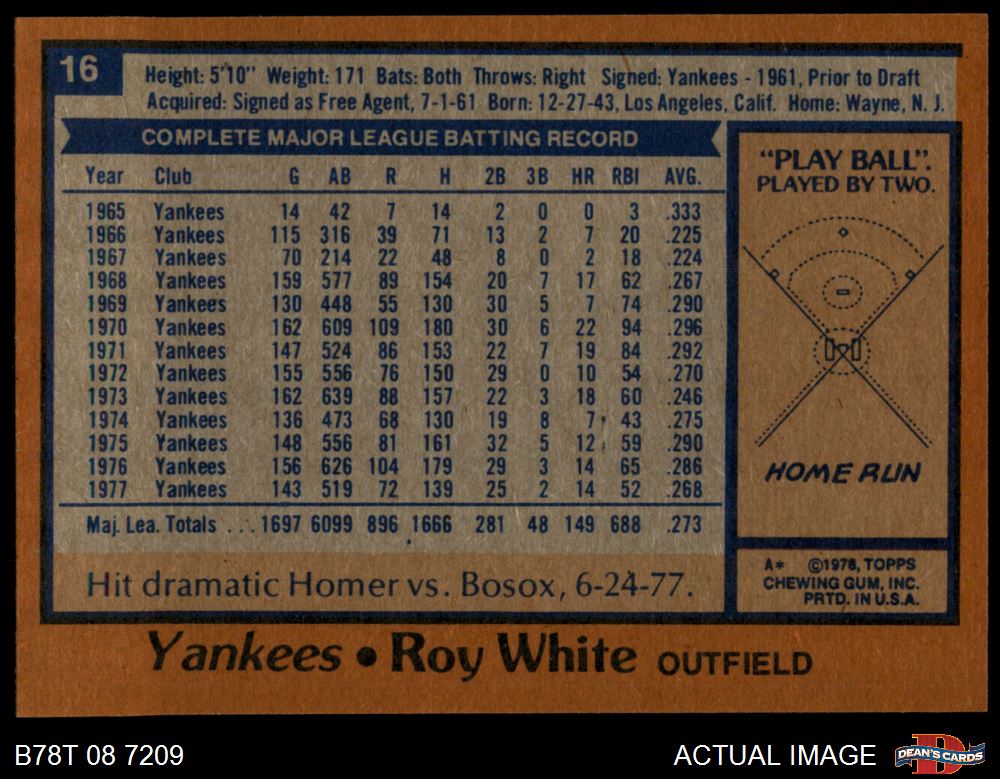 16
Height: 5'10" Weight: 171 Bats: Both Throws: Right Signed: Yankees - 1961, Prior to Draft
Acquired: Signed as Free Agent, 7-1-61 Born: 12-27-43, Los Angeles, Calif. Home: Wayne, N. J.
COMPLETE MAJOR LEAGUE BATTING RECORD
Year Club G AB R H 2B 3B HR RBI AVG.
1965 Yankees 14 42 7 14 2 0 0 3 .333
1966 Yankees 115 316 39 71 13 2 7 20 .225
1967 Yankees 70 214 22 48 8 0 2 18 .224
1968 Yankees 159 577 89 154 20 7 17 62 .267
1969 Yankees 130 448 55 130 30 5 7 74 .290
1970 Yankees 162 609 109 180 30 6 22 94 .296
1971 Yankees 147 524 86 153 22 7 19 84 .292
1972 Yankees 155 556 76 150 29 0 10 54 .270
1973 Yankees 162 639 88 157 22 3 18 60 .246
1974 Yankees 136 473 68 130 19 8 7 43 .275
1975 Yankees 148 556 81 161 32 5 12 59 .290
1976 Yankees 156 626 104 179 29 3 14 65 .286
1977 Yankees 143 519 72 139 25 2 14 52 .268
Maj. Lea. Totals ... 1697 6099 896 1666 281 48 149 688 .273
Hit dramatic Homer vs. Bosox, 6-24-77.
"PLAY BALL".
PLAYED BY TWO.
HOME RUN
A* ©1978, TOPPS
CHEWING GUM, INC.
PRTD. IN U.S.A.
Yankees • Roy White OUTFIELD
B78T 08 7209
ACTUAL IMAGE
DEAN'S CARDS